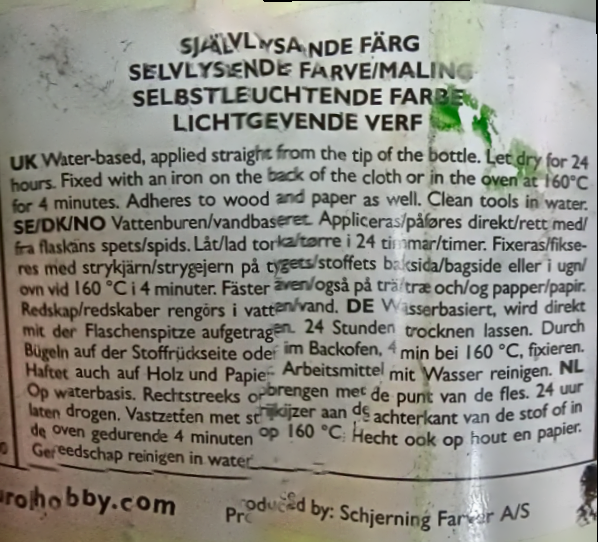 SJÄLVLYSANDE FÄRG
SELVLYSENDE FARVE/MALING
SELBSTLEUCHTENDE FARBE
LICHTGEVENDE VERF
UK Water-based, applied straight from the tip of the bottle. Let dry for 24
hours. Fixed with an iron on the back of the cloth or in the oven at 160°C
for 4 minutes. Adheres to wood and paper as well. Clean tools in water.
SE/DK/NO Vattenburen/vandbaseret. Appliceras/påføres direkt/rett med/
fra flaskans spets/spids. Låt/lad torka/tørre i 24 timmar/timer. Fixeras/fikse-
res med strykjärn/strygejern på tygets/stoffets baksida/bagside eller i ugn/
ovn vid 160 °C i 4 minuter. Fäster även/også på trä/træ och/og papper/papir.
Redskap/redskaber rengörs i vatten/vand. DE Wasserbasiert, wird direkt
mit der Flaschenspitze aufgetragen. 24 Stunden trocknen lassen. Durch
Bügeln auf der Stoffrückseite oder im Backofen, 4 min bei 160 °C, fixieren.
Haftet auch auf Holz und Papier. Arbeitsmittel mit Wasser reinigen. NL
Op waterbasis. Rechtstreeks opbrengen met de punt van de fles. 24 uur
laten drogen. Vastzetten met strijkijzer aan de achterkant van de stof of in
de oven gedurende 4 minuten op 160 °C. Hecht ook op hout en papier.
Gereedschap reinigen in water
rohobby.com
Produced by: Schjerning Farver A/S